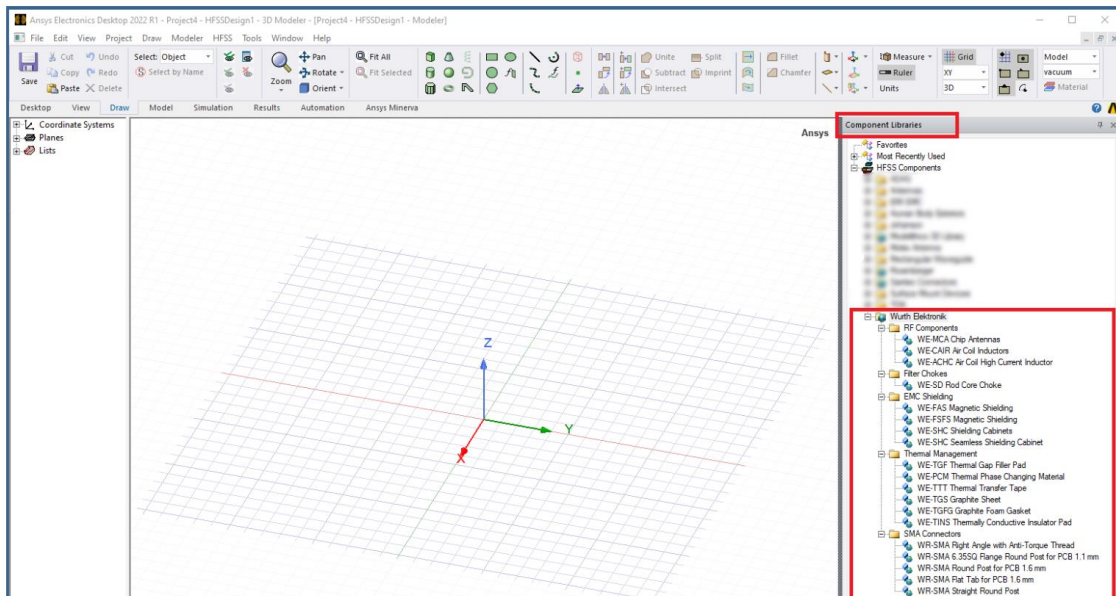 Ansys Electronics Desktop 2022 R1 - Project4 - HFSSDesign1 - 3D Modeler - [Project4 - HFSSDesign1 - Modeler]
File Edit View Project Draw Modeler HFSS Tools Window Help
Save
Cut Undo
Copy Redo
Paste Delete
Select: Object
Select by Name
Zoom
Pan
Rotate
Orient
Fit All
Fit Selected
Unite Split
Subtract Imprint
Intersect
Fillet
Chamfer
Measure
Ruler
Units
Grid
XY
3D
Model
vacuum
Material
Desktop View Draw Model Simulation Results Automation Ansys Minerva
Coordinate Systems
Planes
Lists
Ansys
Z
Y
X
Component Libraries
Favorites
Most Recently Used
HFSS Components
Wurth Elektronik
RF Components
WE-MCA Chip Antennas
WE-CAIR Air Coil Inductors
WE-ACHC Air Coil High Current Inductor
Filter Chokes
WE-SD Rod Core Choke
EMC Shielding
WE-FAS Magnetic Shielding
WE-FSFS Magnetic Shielding
WE-SHC Shielding Cabinets
WE-SHC Seamless Shielding Cabinet
Thermal Management
WE-TGF Thermal Gap Filler Pad
WE-PCM Thermal Phase Changing Material
WE-TTT Thermal Transfer Tape
WE-TGS Graphite Sheet
WE-TGFG Graphite Foam Gasket
WE-TINS Thermally Conductive Insulator Pad
SMA Connectors
WR-SMA Right Angle with Anti-Torque Thread
WR-SMA 6.35SQ Flange Round Post for PCB 1.1 mm
WR-SMA Round Post for PCB 1.6 mm
WR-SMA Flat Tab for PCB 1.6 mm
WR-SMA Straight Round Post